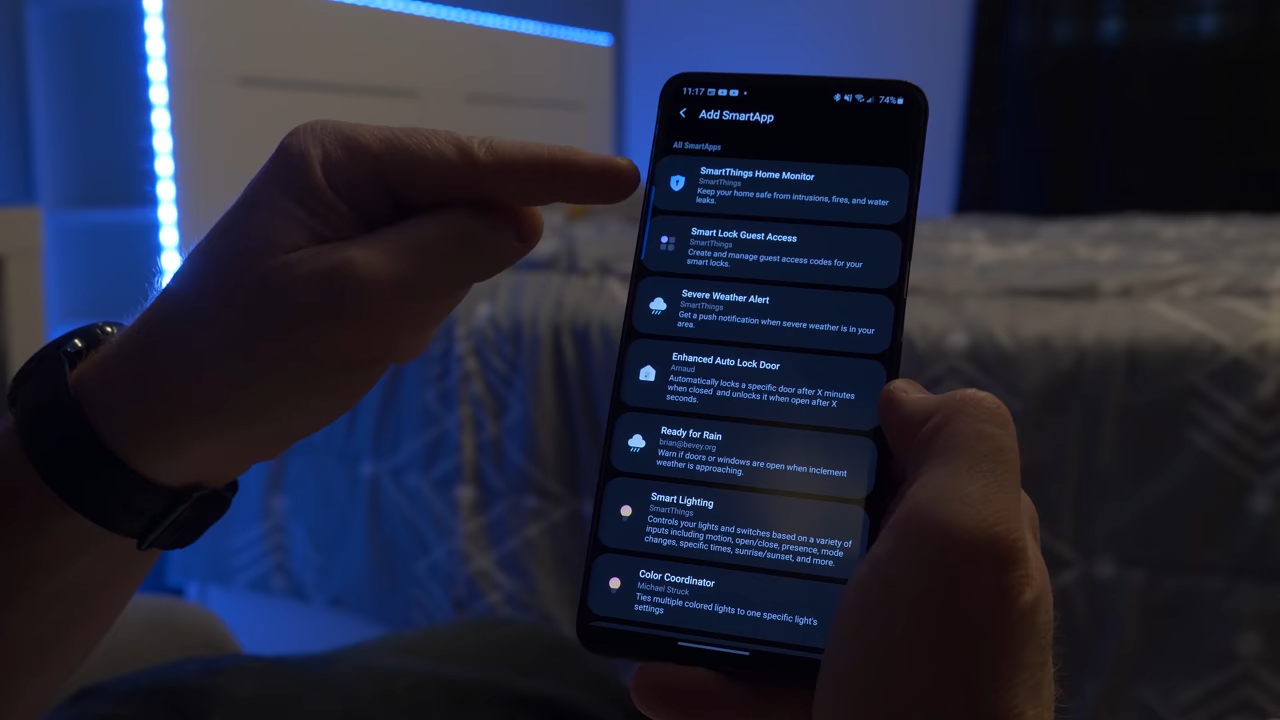 11:17
74%
Add SmartApp
All SmartApps
SmartThings Home Monitor
SmartThings
Keep your home safe from intrusions, fires, and water
leaks.
Smart Lock Guest Access
SmartThings
Create and manage guest access codes for your
smart locks.
Severe Weather Alert
SmartThings
Get a push notification when severe weather is in your
area.
Enhanced Auto Lock Door
Arnaud
Automatically locks a specific door after X minutes
when closed and unlocks it when open after X
seconds.
Ready for Rain
brian@bevey.org
Warn if doors or windows are open when inclement
weather is approaching.
Smart Lighting
SmartThings
Controls your lights and switches based on a variety of
inputs including motion, open/close, presence, mode
changes, specific times, sunrise/sunset, and more.
Color Coordinator
Michael Struck
Ties multiple colored lights to one specific light's
settings